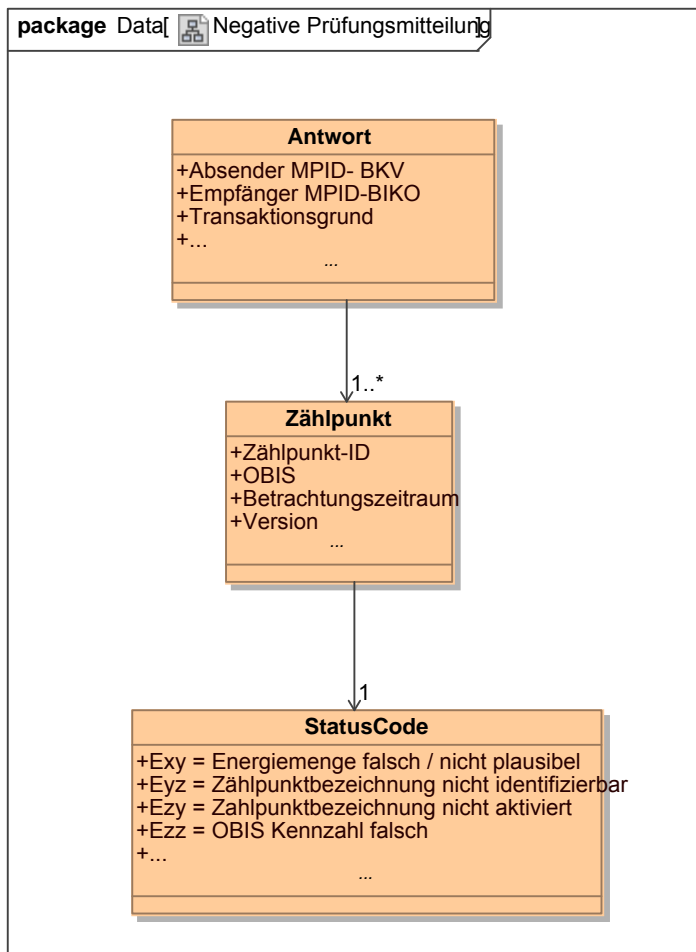 package Data[ Negative Prüfungsmitteilung]
Antwort
+Absender MPID- BKV
+Empfänger MPID-BIKO
+Transaktionsgrund
+...
...
1..*
Zählpunkt
+Zählpunkt-ID
+OBIS
+Betrachtungszeitraum
+Version
...
1
StatusCode
+Exy = Energiemenge falsch / nicht plausibel
+Eyz = Zählpunktbezeichnung nicht identifizierbar
+Ezy = Zahlpunktbezeichnung nicht aktiviert
+Ezz = OBIS Kennzahl falsch
+...
...